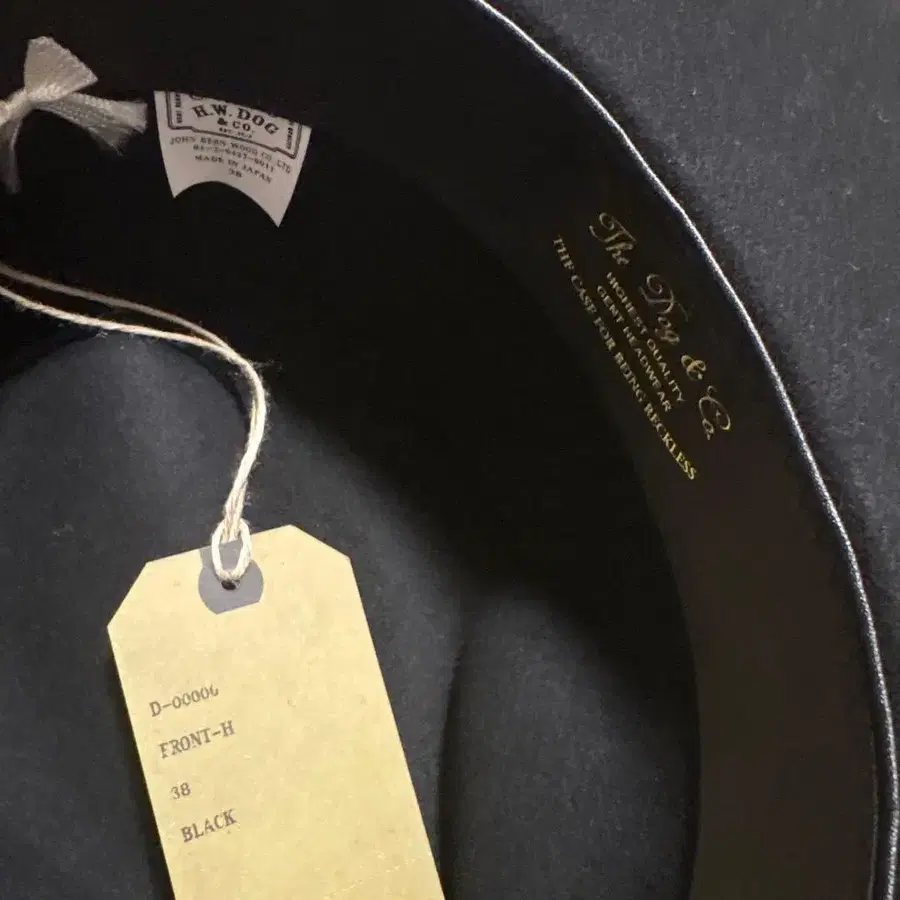 H.W.DOG
& CO.
JOHN KERN WOOD CO. LTD
MADE IN JAPAN
38
The Dog & Co.
HIGHEST QUALITY
GENT HEADWEAR
THE CASE FOR BEING RECKLESS
D-00006
FRONT-H
38
BLACK